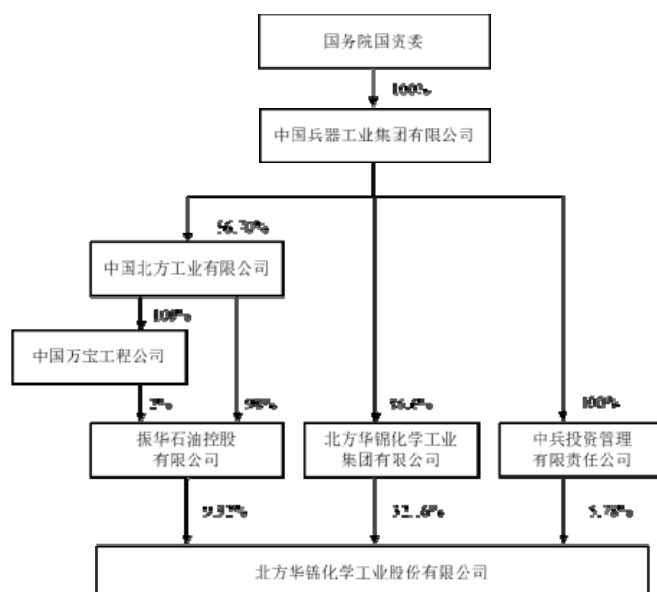 国务院国资委
100%
中国兵器工业集团有限公司
56.70%
中国北方工业有限公司
100%
中国万宝工程公司
2%
98%
100%
振华石油控股
有限公司
北方华锦化学工业
集团有限公司
中兵投资管理
有限责任公司
9.92%
32.16%
5.78%
北方华锦化学工业股份有限公司